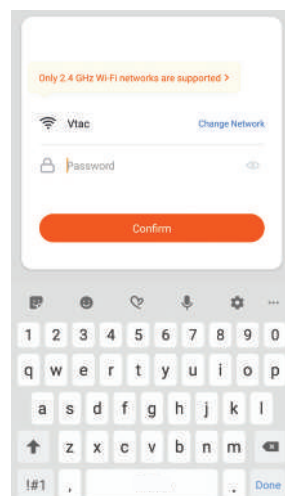 Only 2.4 GHz Wi-Fi networks are supported >
Vtac Change Network
Password
Confirm
1 2 3 4 5 6 7 8 9 0
q w e r t y u i o p
a s d f g h j k l
z x c v b n m
!#1 , . Done